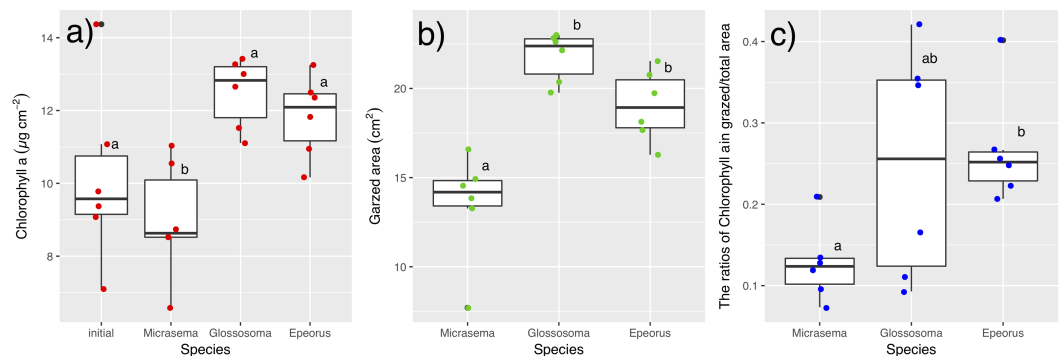 a)
Chlorophyll a (µg cm⁻²)
14
12
10
8
a
b
a
a
initial
Micrasema
Glossosoma
Epeorus
Species
b)
Garzed area (cm²)
20
15
10
a
b
b
Micrasema
Glossosoma
Epeorus
Species
c)
The ratios of Chlorophyll ain grazed/total area
0.4
0.3
0.2
0.1
a
ab
b
Micrasema
Glossosoma
Epeorus
Species